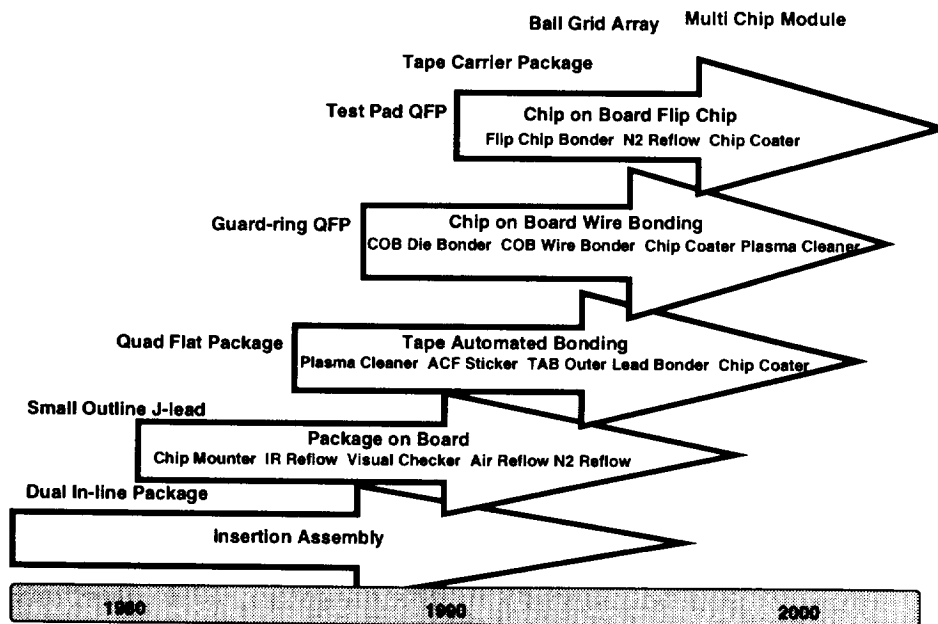 Ball Grid Array Multi Chip Module
Tape Carrier Package
Test Pad QFP
Chip on Board Flip Chip
Flip Chip Bonder N2 Reflow Chip Coater
Guard-ring QFP
Chip on Board Wire Bonding
COB Die Bonder COB Wire Bonder Chip Coater Plasma Cleaner
Quad Flat Package
Tape Automated Bonding
Plasma Cleaner ACF Sticker TAB Outer Lead Bonder Chip Coater
Small Outline J-lead
Package on Board
Chip Mounter IR Reflow Visual Checker Air Reflow N2 Reflow
Dual In-line Package
Insertion Assembly
1980 1990 2000